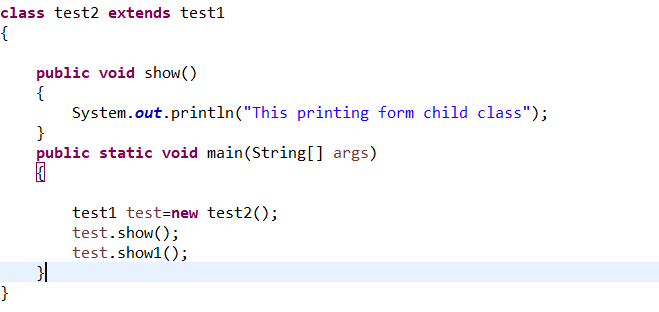 class test2 extends test1
{
public void show()
{
System.out.println("This printing form child class");
}
public static void main(String[] args)
{
test1 test=new test2();
test.show();
test.show1();
}
}